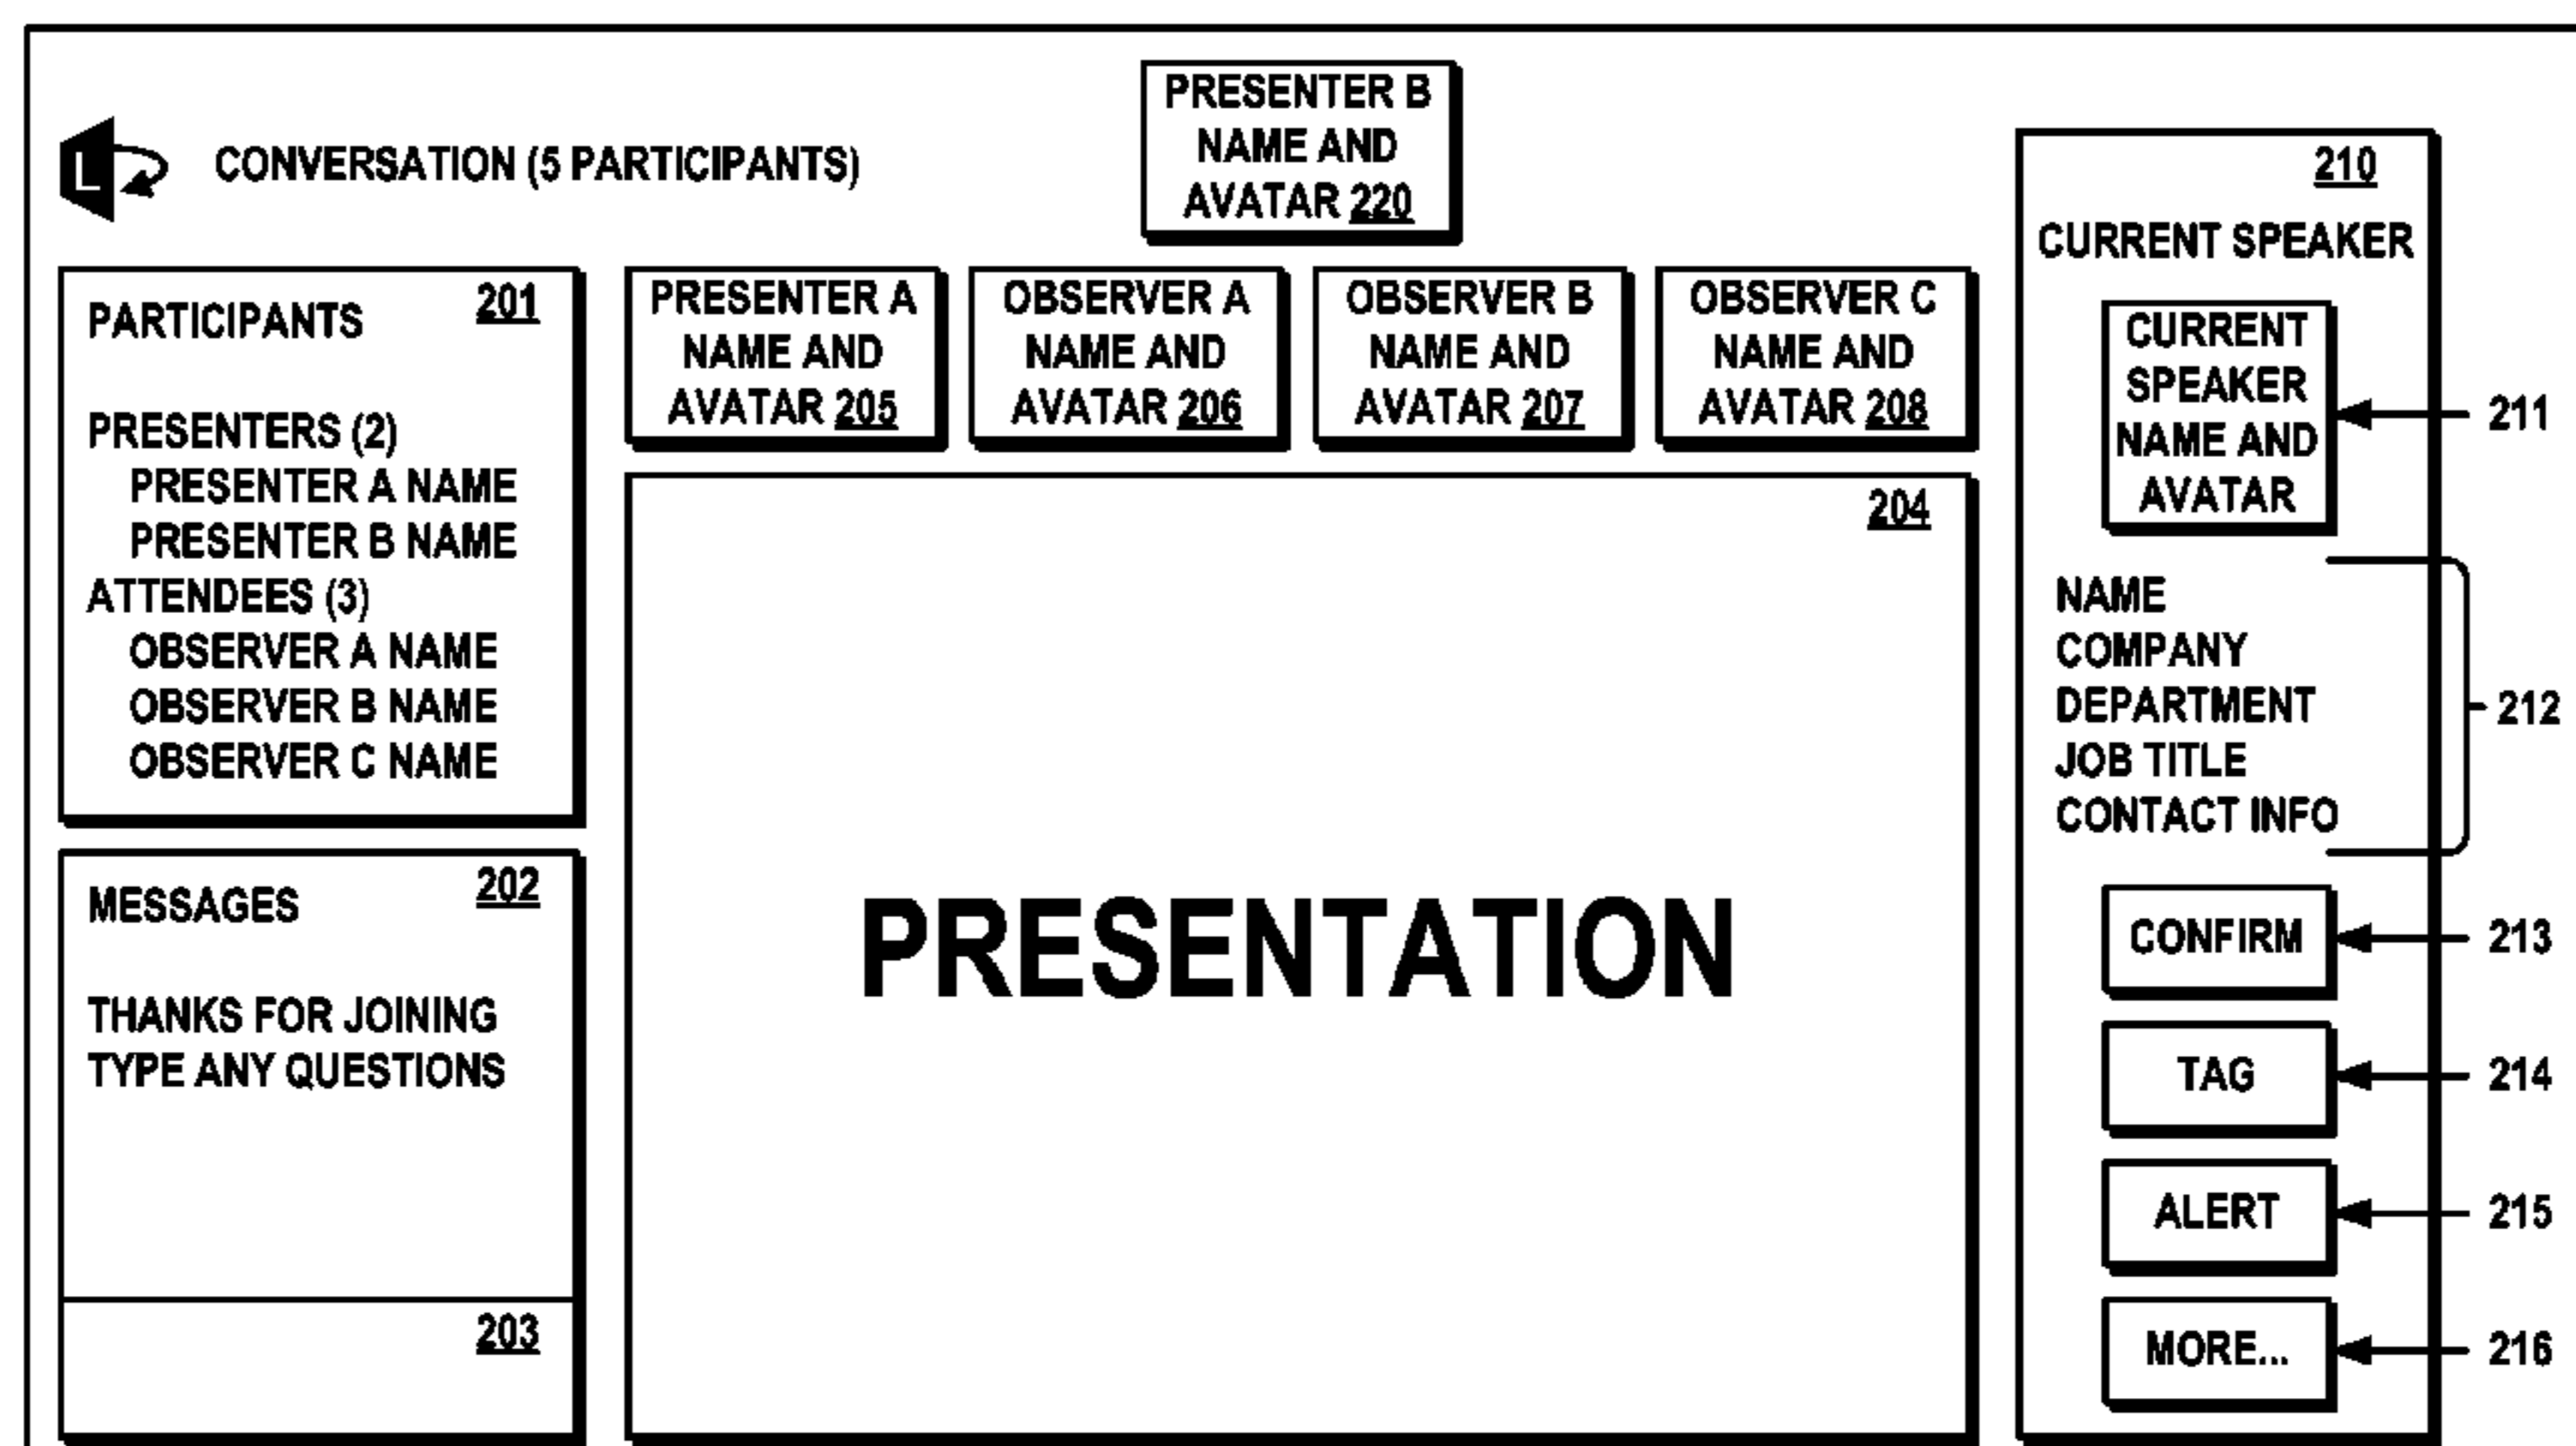 L
CONVERSATION (5 PARTICIPANTS)
PRESENTER B
NAME AND
AVATAR 220
201
PARTICIPANTS
PRESENTERS (2)
PRESENTER A NAME
PRESENTER B NAME
ATTENDEES (3)
OBSERVER A NAME
OBSERVER B NAME
OBSERVER C NAME
202
MESSAGES
THANKS FOR JOINING
TYPE ANY QUESTIONS
203
PRESENTER A
NAME AND
AVATAR 205
OBSERVER A
NAME AND
AVATAR 206
OBSERVER B
NAME AND
AVATAR 207
OBSERVER C
NAME AND
AVATAR 208
204
PRESENTATION
210
CURRENT SPEAKER
CURRENT
SPEAKER
NAME AND
AVATAR
211
NAME
COMPANY
DEPARTMENT
JOB TITLE
CONTACT INFO
212
CONFIRM
213
TAG
214
ALERT
215
MORE...
216